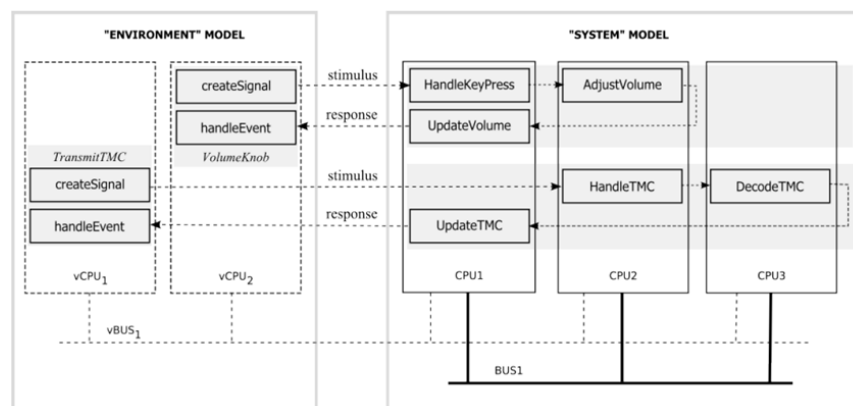 "ENVIRONMENT" MODEL
"SYSTEM" MODEL
createSignal
stimulus
HandleKeyPress
AdjustVolume
handleEvent
response
UpdateVolume
TransmitTMC
VolumeKnob
createSignal
stimulus
HandleTMC
DecodeTMC
handleEvent
response
UpdateTMC
vCPU1
vCPU2
CPU1
CPU2
CPU3
vBUS1
BUS1